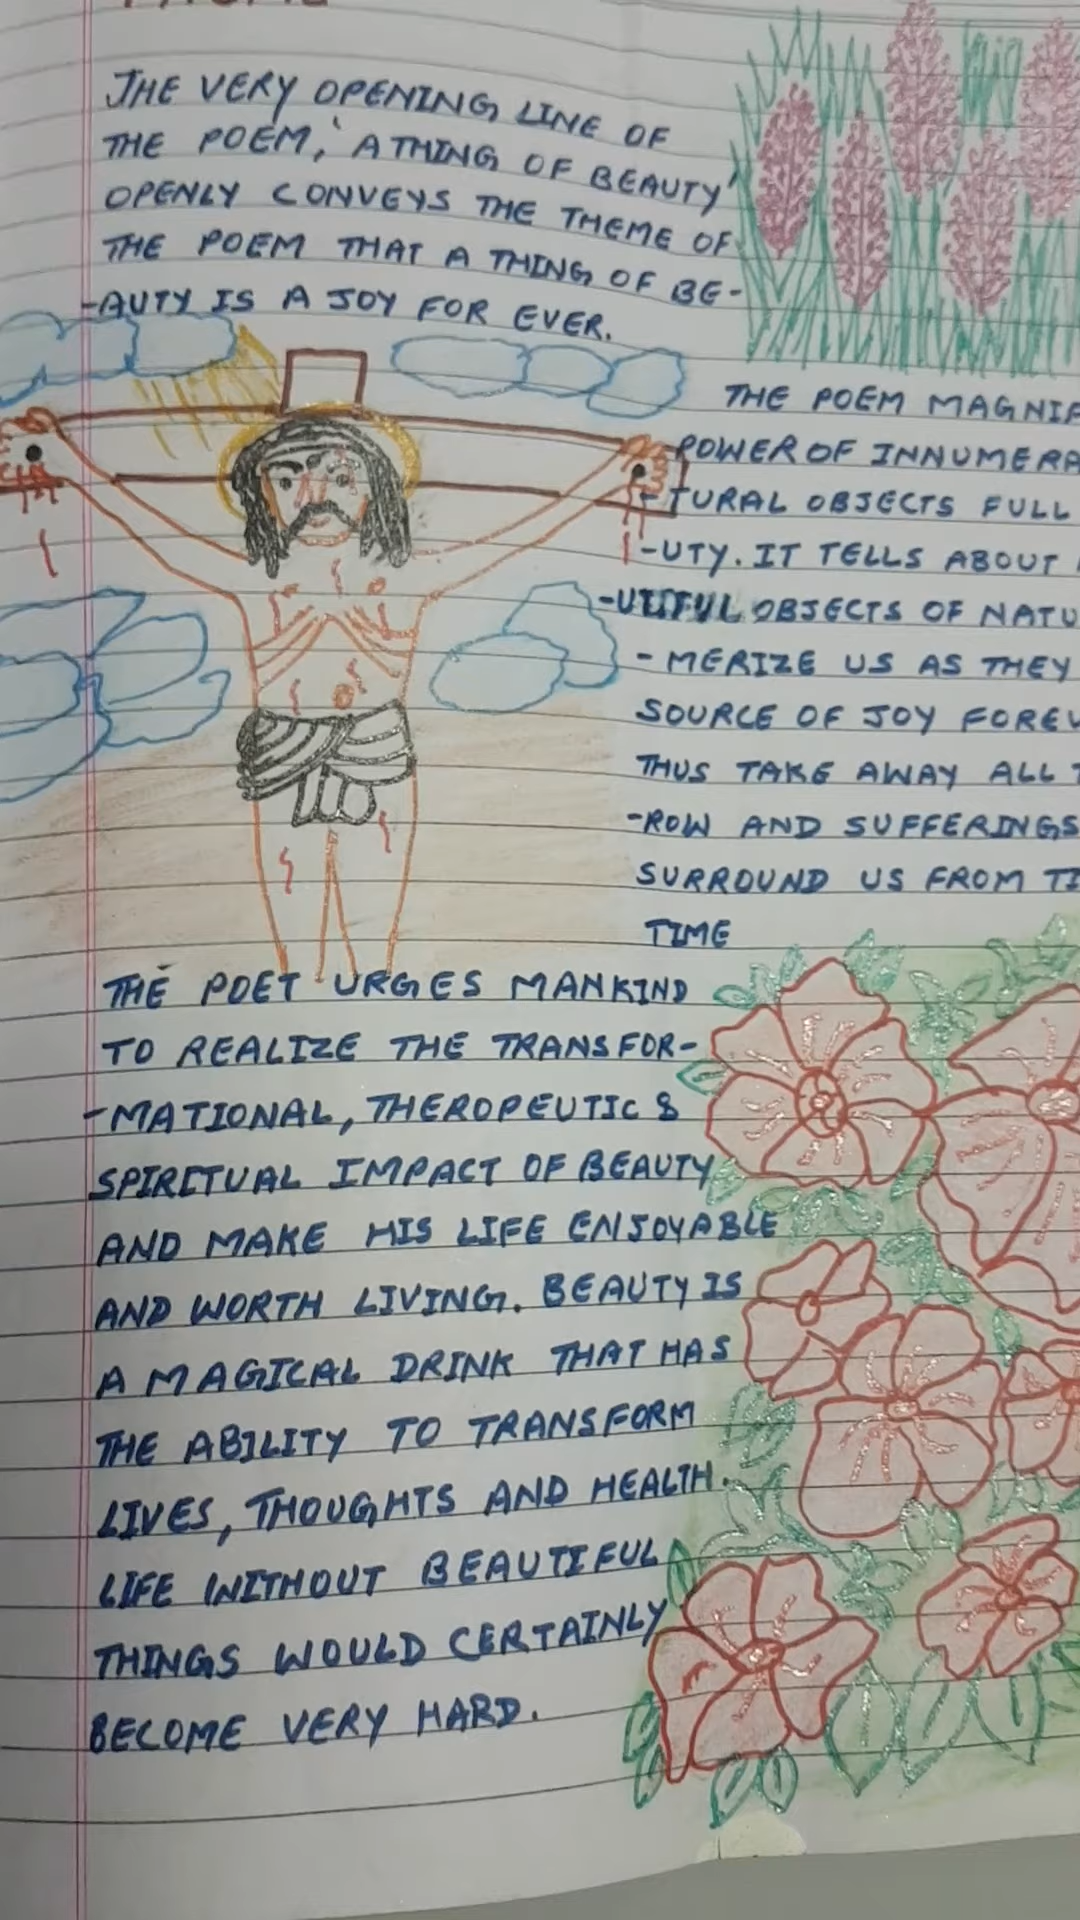 THE VERY OPENING LINE OF
THE POEM, 'A THING OF BEAUTY'
OPENLY CONVEYS THE THEME OF
THE POEM THAT A THING OF BE-
-AUTY IS A JOY FOR EVER.
THE POEM MAGNIF
POWER OF INNUMERA
-TURAL OBJECTS FULL
-UTY. IT TELLS ABOUT
-UTIFUL OBJECTS OF NATU
-MERIZE US AS THEY
SOURCE OF JOY FOREV
THUS TAKE AWAY ALL T
-ROW AND SUFFERINGS
SURROUND US FROM TI
TIME
THE POET URGES MANKIND
TO REALIZE THE TRANSFOR-
-MATIONAL, THEROPEUTIC &
SPIRITUAL IMPACT OF BEAUTY
AND MAKE HIS LIFE ENJOYABLE
AND WORTH LIVING. BEAUTY IS
A MAGICAL DRINK THAT HAS
THE ABILITY TO TRANSFORM
LIVES, THOUGHTS AND HEALTH.
LIFE WITHOUT BEAUTIFUL
THINGS WOULD CERTAINLY
BECOME VERY HARD.